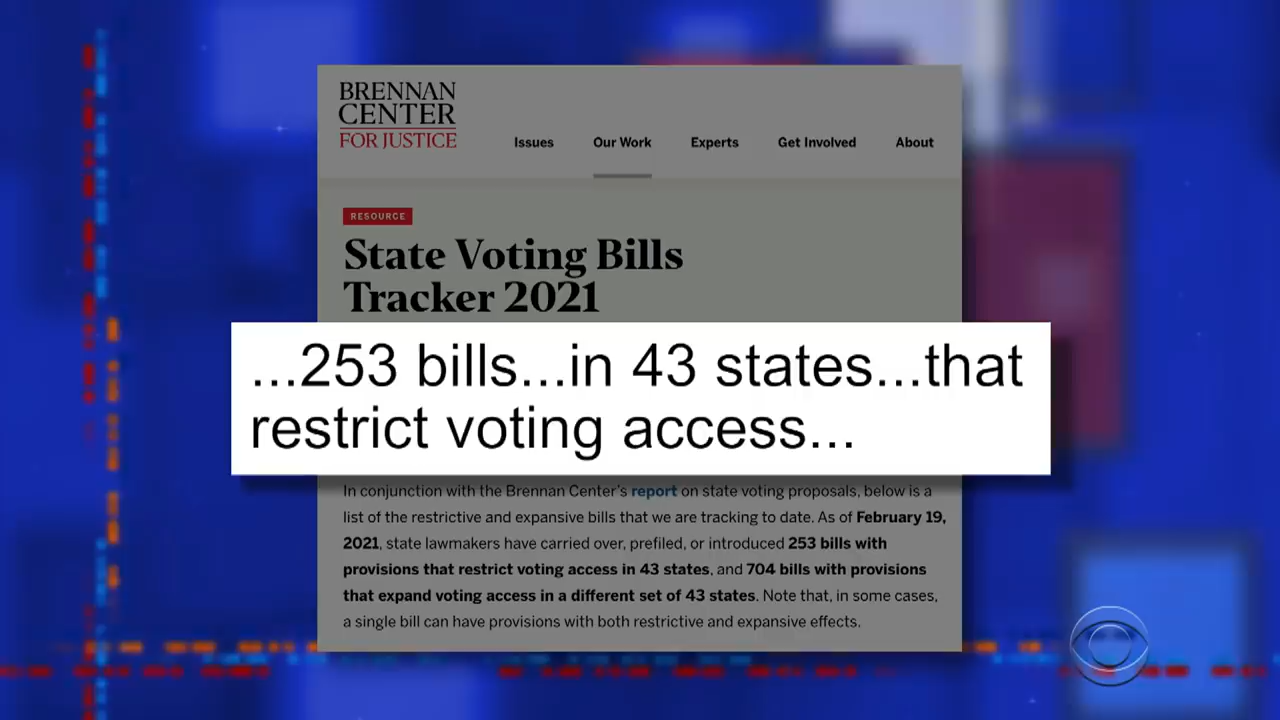 BRENNAN
CENTER
FOR JUSTICE
Issues Our Work Experts Get Involved About
RESOURCE
State Voting Bills
Tracker 2021
...253 bills...in 43 states...that
restrict voting access...
In conjunction with the Brennan Center's report on state voting proposals, below is a
list of the restrictive and expansive bills that we are tracking to date. As of February 19,
2021, state lawmakers have carried over, prefiled, or introduced 253 bills with
provisions that restrict voting access in 43 states, and 704 bills with provisions
that expand voting access in a different set of 43 states. Note that, in some cases,
a single bill can have provisions with both restrictive and expansive effects.